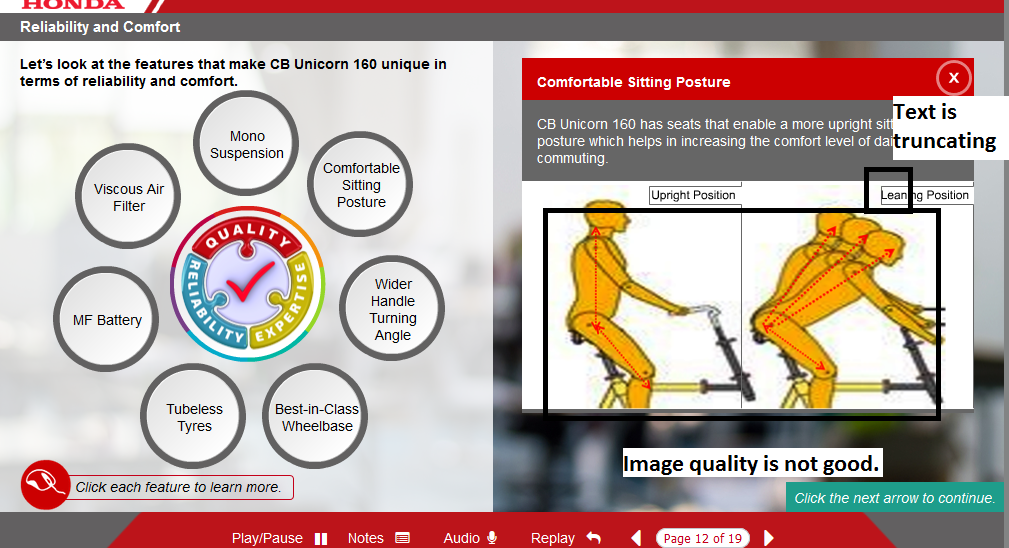 HONDA
Reliability and Comfort
Let's look at the features that make CB Unicorn 160 unique in
terms of reliability and comfort.
Mono
Suspension
Comfortable
Sitting
Posture
Wider
Handle
Turning
Angle
Best-in-Class
Wheelbase
Tubeless
Tyres
MF Battery
Viscous Air
Filter
QUALITY
EXPERTISE
RELIABILITY
Click each feature to learn more.
Comfortable Sitting Posture
X
CB Unicorn 160 has seats that enable a more upright
posture which helps in increasing the comfort level of
commuting.
Text is
truncating
Upright Position
Leaning Position
Image quality is not good.
Click the next arrow to continue.
Play/Pause
Notes
Audio
Replay
Page 12 of 19